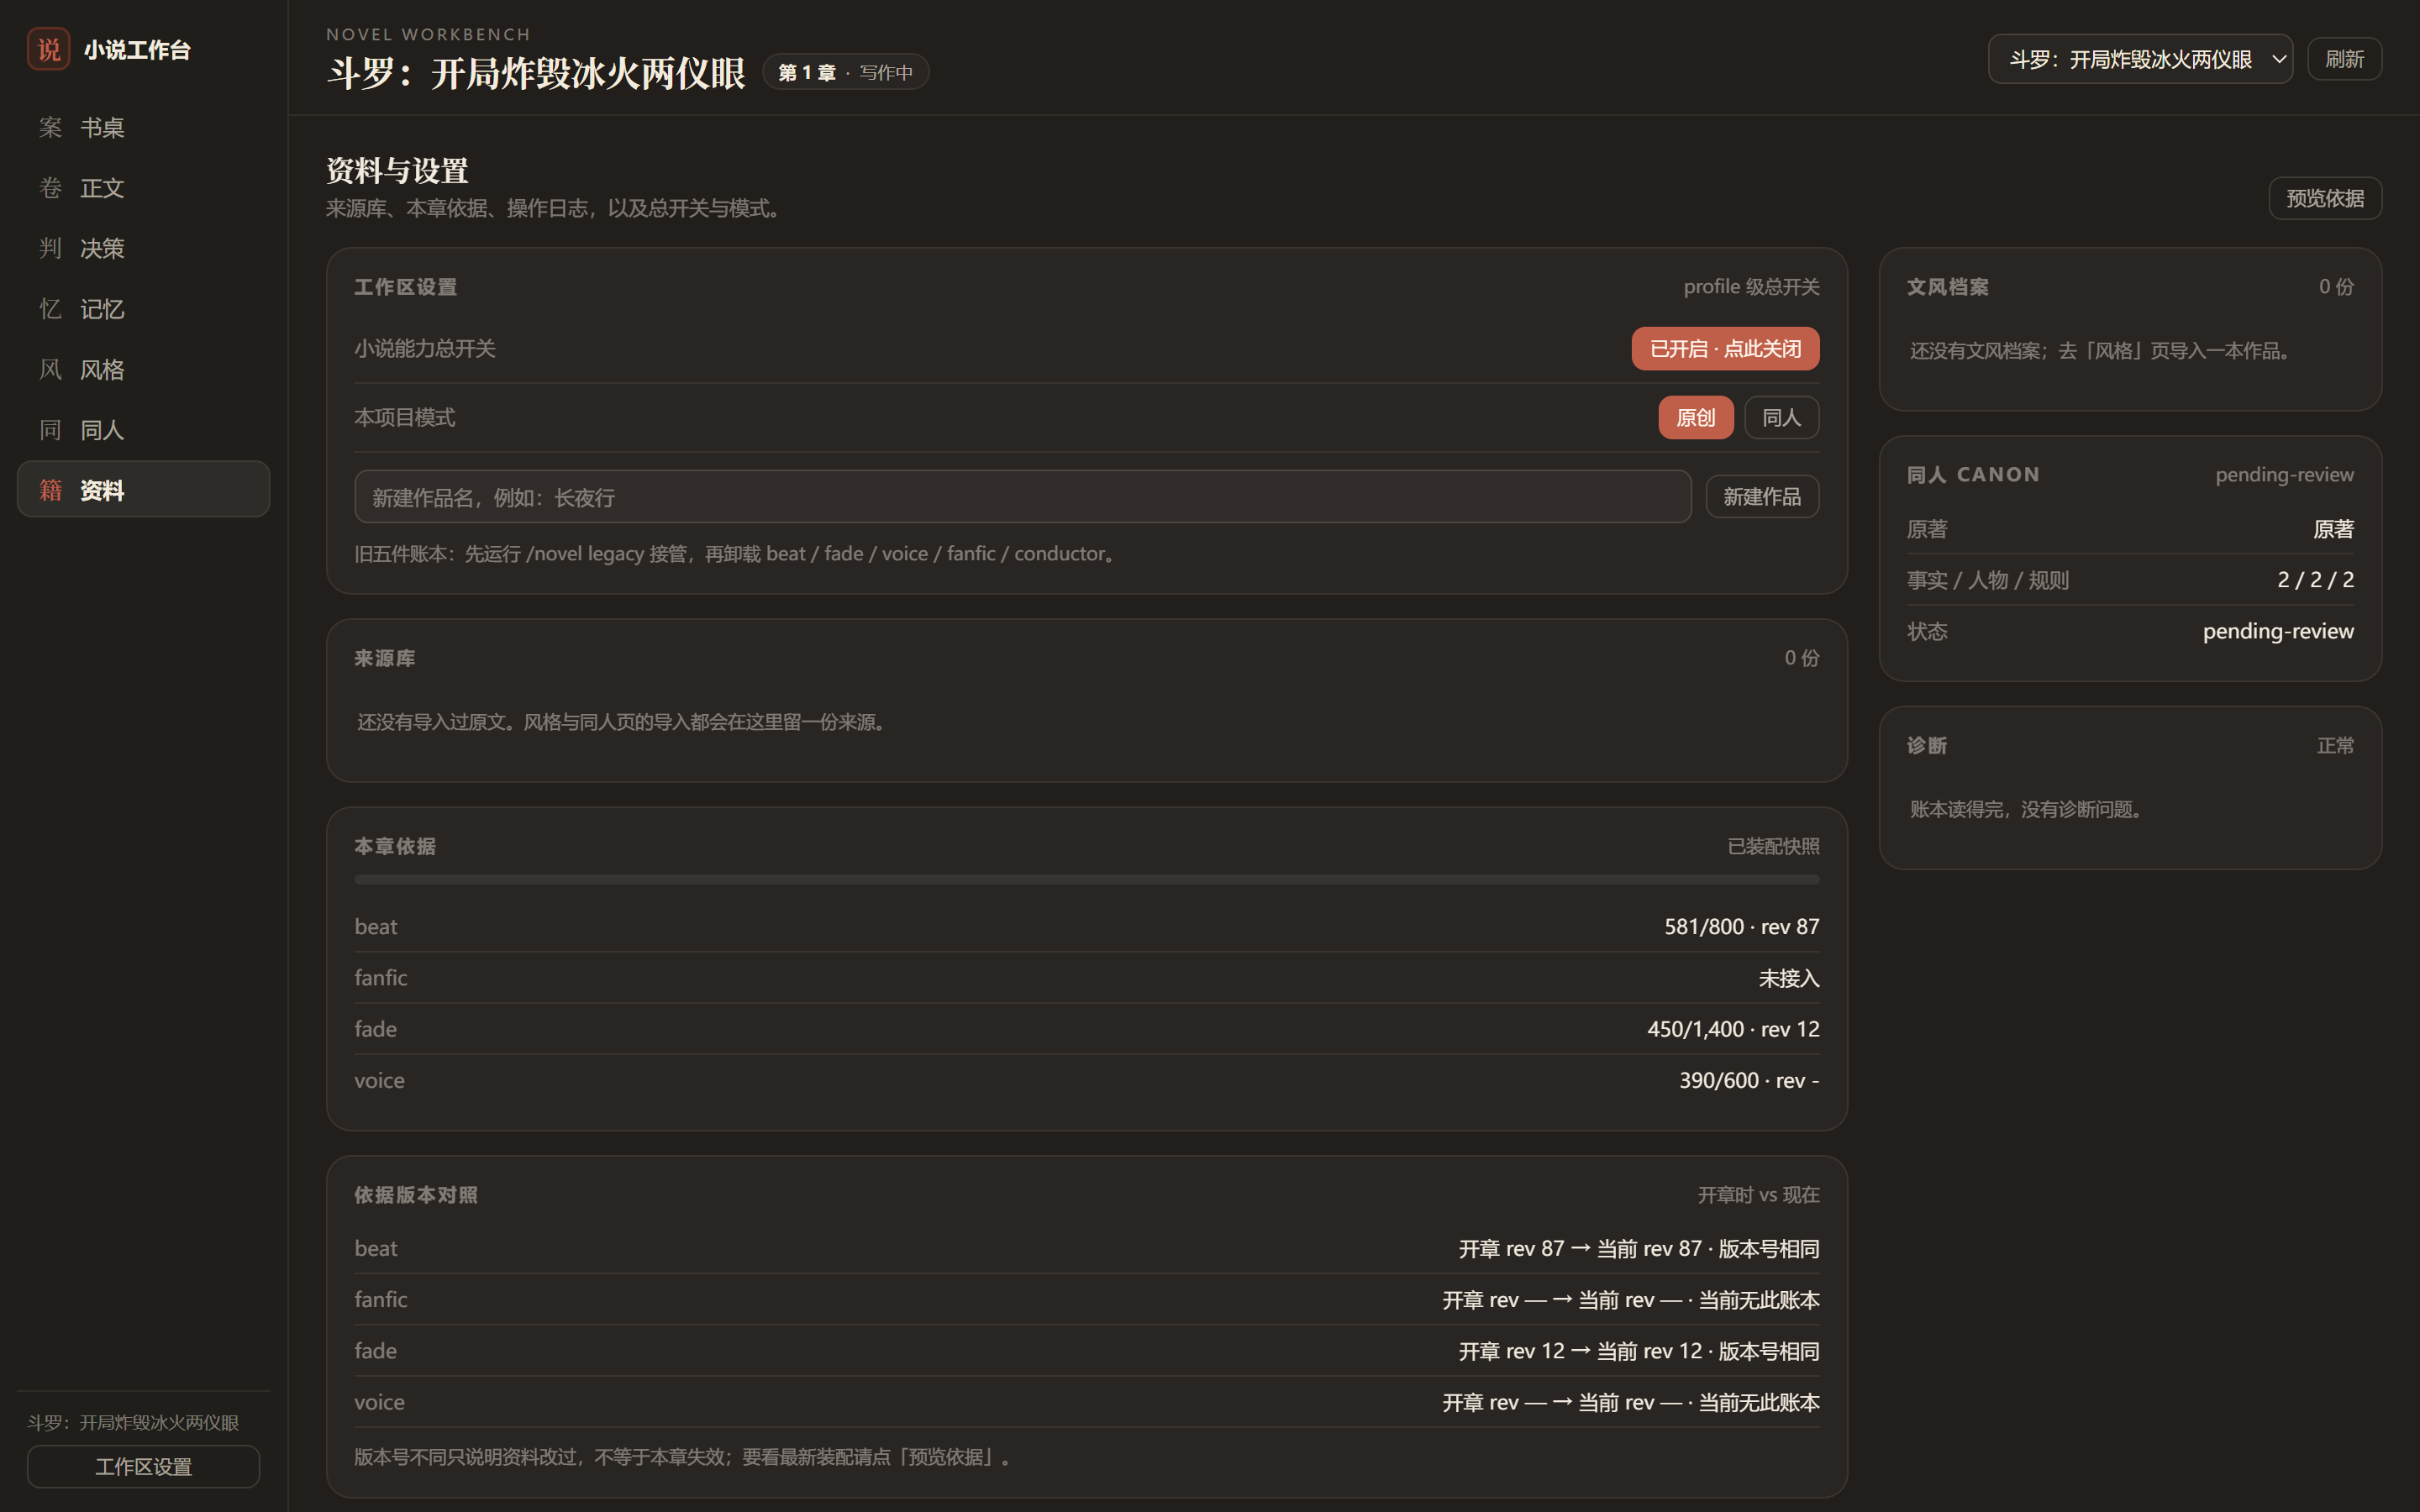 说 小说工作台
案 书桌
卷 正文
判 决策
忆 记忆
风 风格
同 同人
籍 资料
斗罗：开局炸毁冰火两仪眼
工作区设置
NOVEL WORKBENCH
斗罗：开局炸毁冰火两仪眼 第 1 章 · 写作中
斗罗：开局炸毁冰火两仪眼
刷新
资料与设置
来源库、本章依据、操作日志，以及总开关与模式。
预览依据
工作区设置 profile 级总开关
小说能力总开关 已开启 · 点此关闭
本项目模式 原创 同人
新建作品名，例如：长夜行 新建作品
旧五件账本：先运行 /novel legacy 接管，再卸载 beat / fade / voice / fanfic / conductor。
来源库 0 份
还没有导入过原文。风格与同人页的导入都会在这里留一份来源。
本章依据 已装配快照
beat 581/800 · rev 87
fanfic 未接入
fade 450/1,400 · rev 12
voice 390/600 · rev -
依据版本对照 开章时 vs 现在
beat 开章 rev 87 → 当前 rev 87 · 版本号相同
fanfic 开章 rev — → 当前 rev — · 当前无此账本
fade 开章 rev 12 → 当前 rev 12 · 版本号相同
voice 开章 rev — → 当前 rev — · 当前无此账本
版本号不同只说明资料改过，不等于本章失效；要看最新装配请点「预览依据」。
文风档案 0 份
还没有文风档案；去「风格」页导入一本作品。
同人 CANON pending-review
原著 原著
事实 / 人物 / 规则 2 / 2 / 2
状态 pending-review
诊断 正常
账本读得完，没有诊断问题。